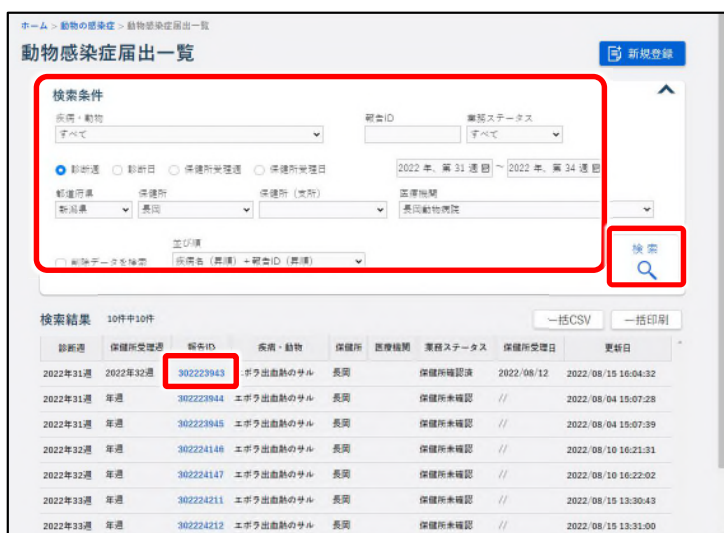 ホーム > 動物の感染症 > 動物感染症届出一覧
動物感染症届出一覧
新規登録
検索条件
疾病・動物 報告ID 業務ステータス
すべて すべて
診断週 診断日 保健所受理週 保健所受理日 2022 年、第 31 週 ~ 2022 年、第 34 週
都道府県 保健所 保健所（支所） 医療機関
新潟県 長岡 長岡動物病院
並び順
削除データを検索 疾病名（昇順）+報告ID（昇順）
検索
検索結果 10件中10件
一括CSV 一括印刷
診断週 保健所受理週 報告ID 疾病・動物 保健所 医療機関 業務ステータス 保健所受理日 更新日
2022年31週 2022年32週 302223943 エボラ出血熱のサル 長岡 保健所確認済 2022/08/12 2022/08/15 16:04:32
2022年31週 年週 302223944 エボラ出血熱のサル 長岡 保健所未確認 // 2022/08/04 15:07:28
2022年31週 年週 302223945 エボラ出血熱のサル 長岡 保健所未確認 // 2022/08/04 15:07:39
2022年32週 年週 302224146 エボラ出血熱のサル 長岡 保健所未確認 // 2022/08/10 16:21:31
2022年32週 年週 302224147 エボラ出血熱のサル 長岡 保健所未確認 // 2022/08/10 16:22:02
2022年33週 年週 302224211 エボラ出血熱のサル 長岡 保健所未確認 // 2022/08/15 13:30:43
2022年33週 年週 302224212 エボラ出血熱のサル 長岡 保健所未確認 // 2022/08/15 13:31:00